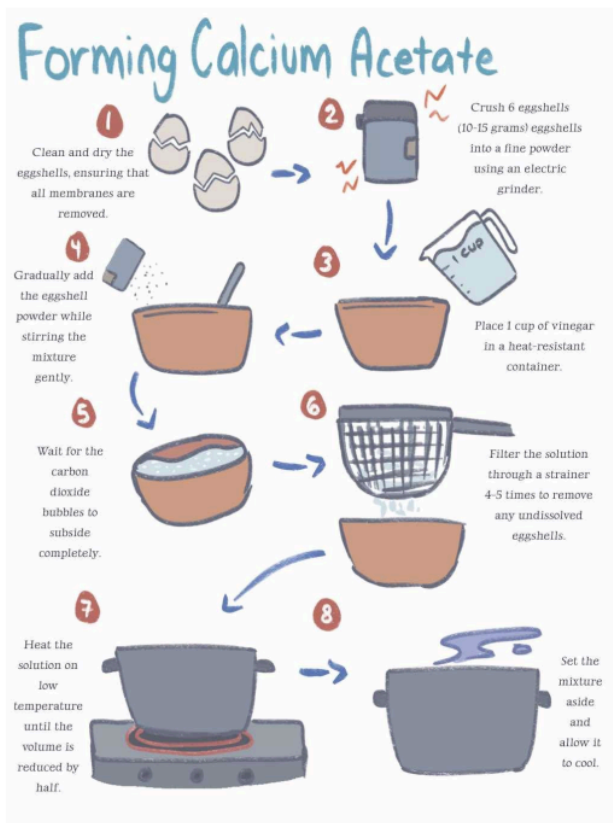 Forming Calcium Acetate
1
Clean and dry the
eggshells, ensuring that
all membranes are
removed.
2
Crush 6 eggshells
(10-15 grams) eggshells
into a fine powder
using an electric
grinder.
3
1 CUP
Place 1 cup of vinegar
in a heat-resistant
container.
4
Gradually add
the eggshell
powder while
stirring the
mixture
gently.
5
Wait for the
carbon
dioxide
bubbles to
subside
completely.
6
Filter the solution
through a strainer
4-5 times to remove
any undissolved
eggshells.
7
Heat the
solution on
low
temperature
until the
volume is
reduced by
half.
8
Set the
mixture
aside
and
allow it
to cool.